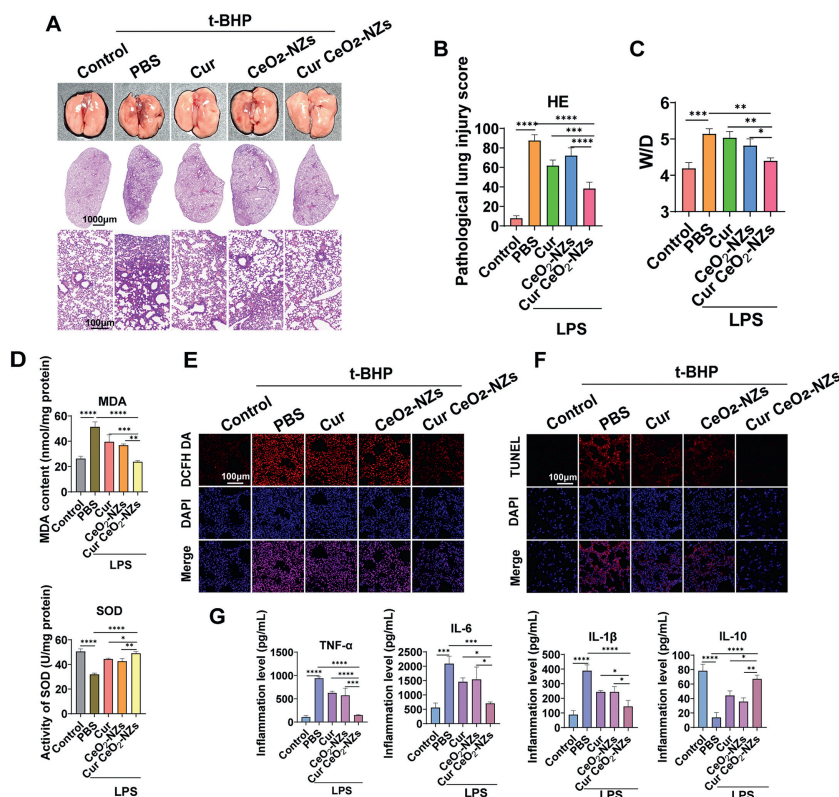 A
t-BHP
Control
PBS
Cur
CeO2-NZs
Cur CeO2-NZs
1000μm
100μm
B
HE
Pathological lung injury score
**** ****
***
****
100
80
60
40
20
0
Control
PBS
Cur
CeO2-NZs
Cur CeO2-NZs
LPS
C
W/D
*** **
**
*
6
5
4
3
Control
PBS
Cur
CeO2-NZs
Cur CeO2-NZs
LPS
D
MDA
MDA content (nmol/mg protein)
**** ****
***
**
60
40
20
0
Control
PBS
Cur
CeO2-NZs
Cur CeO2-NZs
LPS
SOD
Activity of SOD (U/mg protein)
****
**** *
**
80
60
40
20
0
Control
PBS
Cur
CeO2-NZs
Cur CeO2-NZs
LPS
E
t-BHP
Control
PBS
Cur
CeO2-NZs
Cur CeO2-NZs
DCFH DA
100μm
DAPI
Merge
F
t-BHP
Control
PBS
Cur
CeO2-NZs
Cur CeO2-NZs
TUNEL
100μm
DAPI
Merge
G
TNF-α
Inflammation level (pg/mL)
****
**** ****
***
1500
1000
500
0
Control
PBS
Cur
CeO2-NZs
Cur CeO2-NZs
LPS
IL-6
Inflammation level (pg/mL)
*** ***
*
*
2500
2000
1500
1000
500
0
Control
PBS
Cur
CeO2-NZs
Cur CeO2-NZs
LPS
IL-1β
Inflammation level (pg/mL)
****
****
*
*
500
400
300
200
100
0
Control
PBS
Cur
CeO2-NZs
Cur CeO2-NZs
LPS
IL-10
Inflammation level (pg/mL)
****
**** *
**
100
80
60
40
20
0
Control
PBS
Cur
CeO2-NZs
Cur CeO2-NZs
LPS